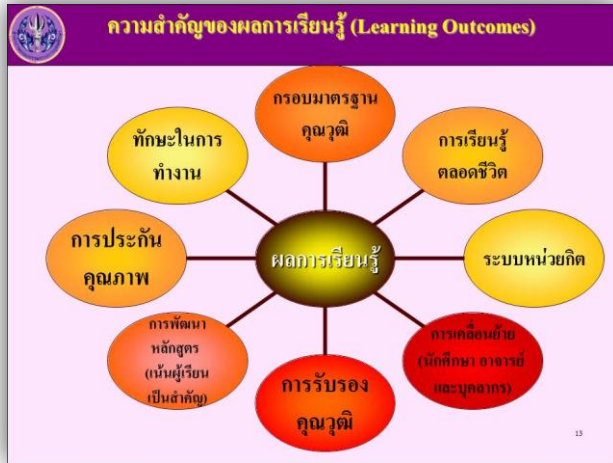 ความสำคัญของผลการเรียนรู้ (Learning Outcomes)
กรอบมาตรฐาน
คุณวุฒิ
การเรียนรู้
ตลอดชีวิต
ระบบหน่วยกิต
การเคลื่อนย้าย
(นักศึกษา อาจารย์
และบุคลากร)
การรับรอง
คุณวุฒิ
การพัฒนา
หลักสูตร
(เน้นผู้เรียน
เป็นสำคัญ)
การประกัน
คุณภาพ
ทักษะในการ
ทำงาน
ผลการเรียนรู้
13